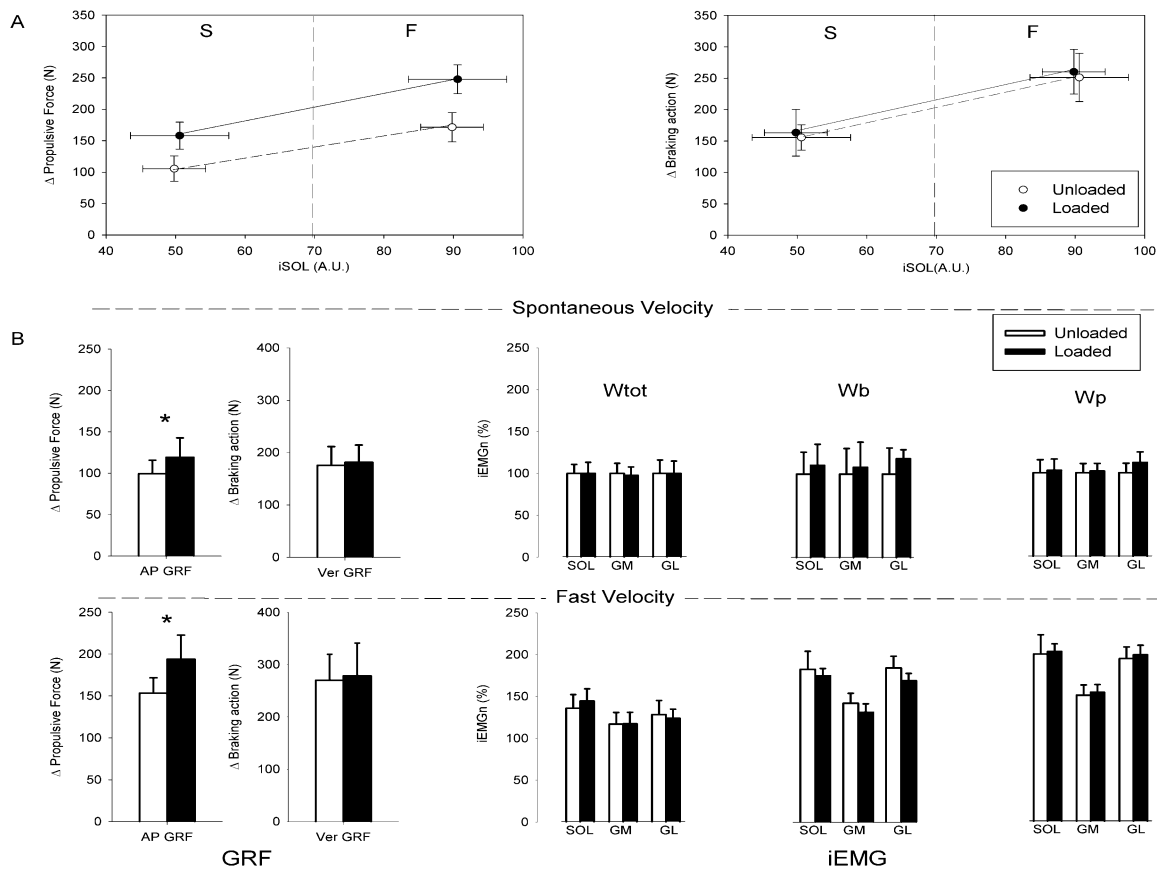 A
S F
Δ Propulsive Force (N)
350
300
250
200
150
100
50
0
40 50 60 70 80 90 100
iSOL (A.U.)
S F
Δ Braking action (N)
350
300
250
200
150
100
50
0
40 50 60 70 80 90 100
iSOL(A.U.)
Unloaded
Loaded
Spontaneous Velocity
B
Unloaded
Loaded
Δ Propulsive Force (N)
250
200
150
100
50
0
*
AP GRF
Δ Braking action (N)
400
300
200
100
0
Ver GRF
iEMGn (%)
250
200
150
100
50
0
Wtot
SOL GM GL
Wb
SOL GM GL
Wp
SOL GM GL
Fast Velocity
Δ Propulsive Force (N)
250
200
150
100
50
0
*
AP GRF
Δ Braking action (N)
400
300
200
100
0
Ver GRF
iEMGn (%)
250
200
150
100
50
0
SOL GM GL
SOL GM GL
SOL GM GL
GRF
iEMG